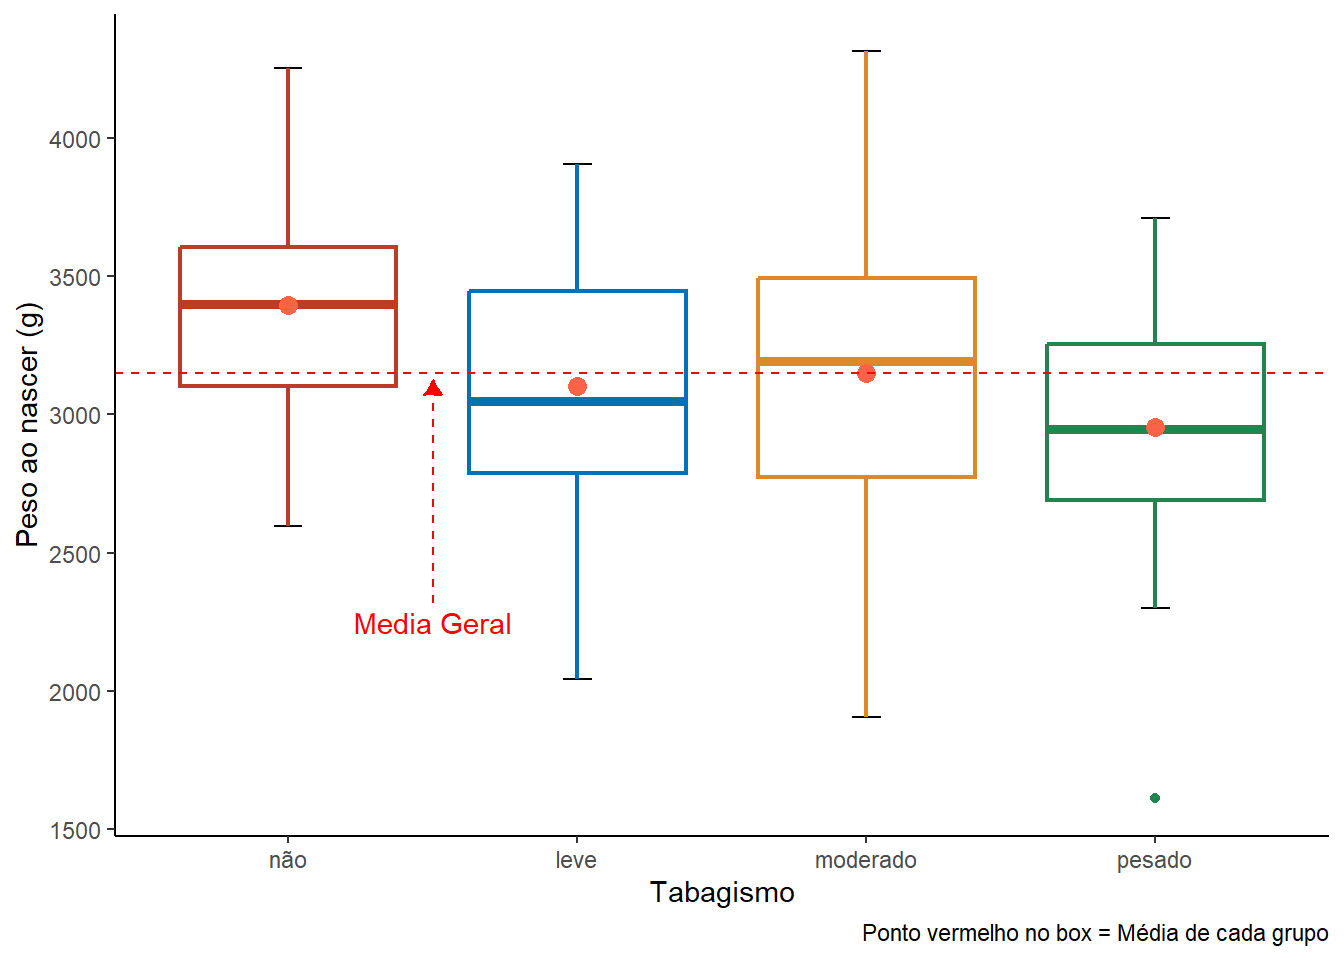 Peso ao nascer (g)
4000
3500
3000
2500
2000
1500
Media Geral
não
leve
moderado
pesado
Tabagismo
Ponto vermelho no box = Média de cada grupo